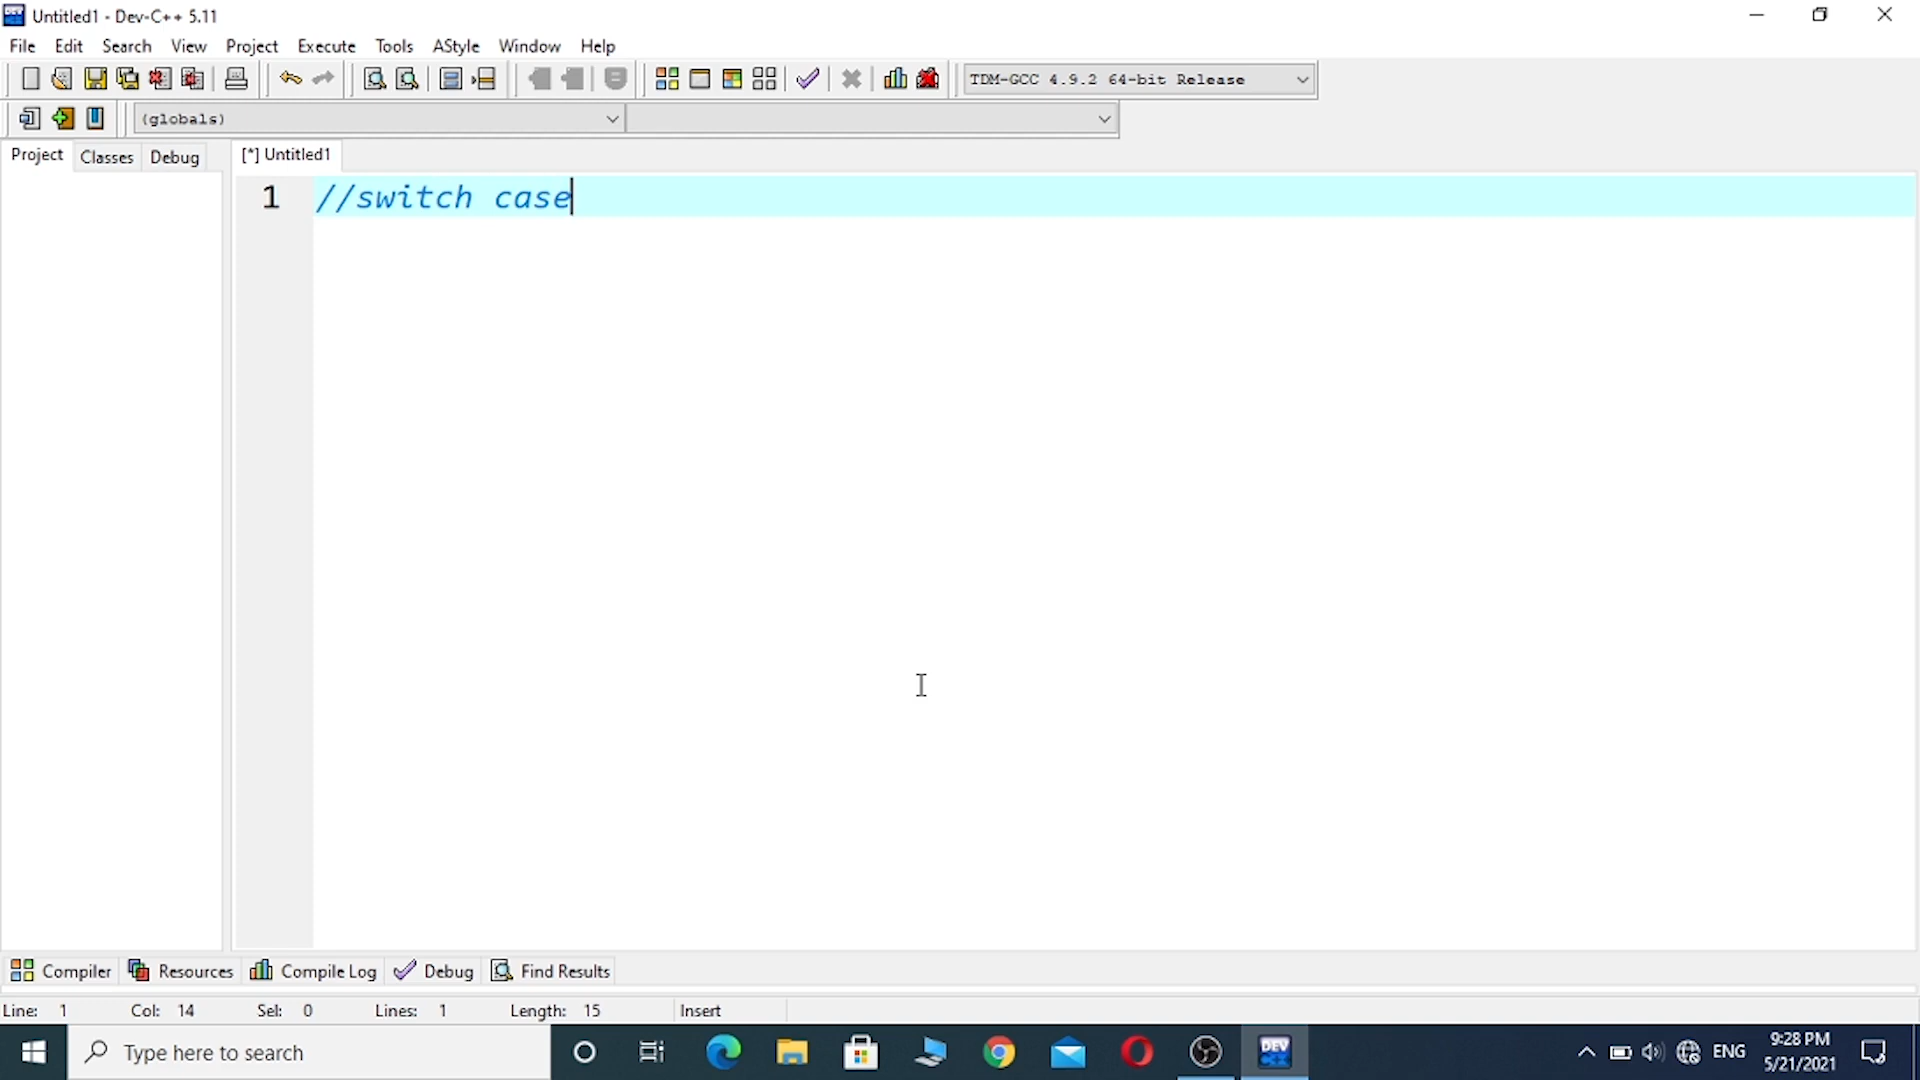 Untitled1 - Dev-C++ 5.11
File Edit Search View Project Execute Tools AStyle Window Help
TDM-GCC 4.9.2 64-bit Release
(globals)
Project Classes Debug [*] Untitled1
1 //switch case
Compiler Resources Compile Log Debug Find Results
Line: 1 Col: 14 Sel: 0 Lines: 1 Length: 15 Insert
Type here to search
DEV
C++
ENG
9:28 PM
5/21/2021